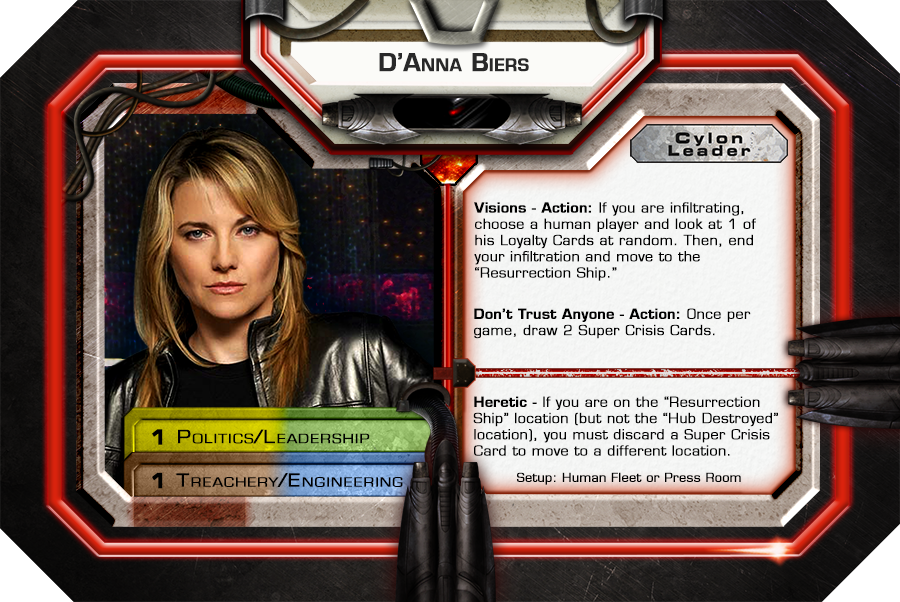 D'Anna Biers
Cylon
Leader
Visions - Action: If you are infiltrating,
choose a human player and look at 1 of
his Loyalty Cards at random. Then, end
your infiltration and move to the
"Resurrection Ship."
Don't Trust Anyone - Action: Once per
game, draw 2 Super Crisis Cards.
Heretic - If you are on the "Resurrection
Ship" location (but not the "Hub Destroyed"
location), you must discard a Super Crisis
Card to move to a different location.
Setup: Human Fleet or Press Room
1 Politics/Leadership
1 Treachery/Engineering